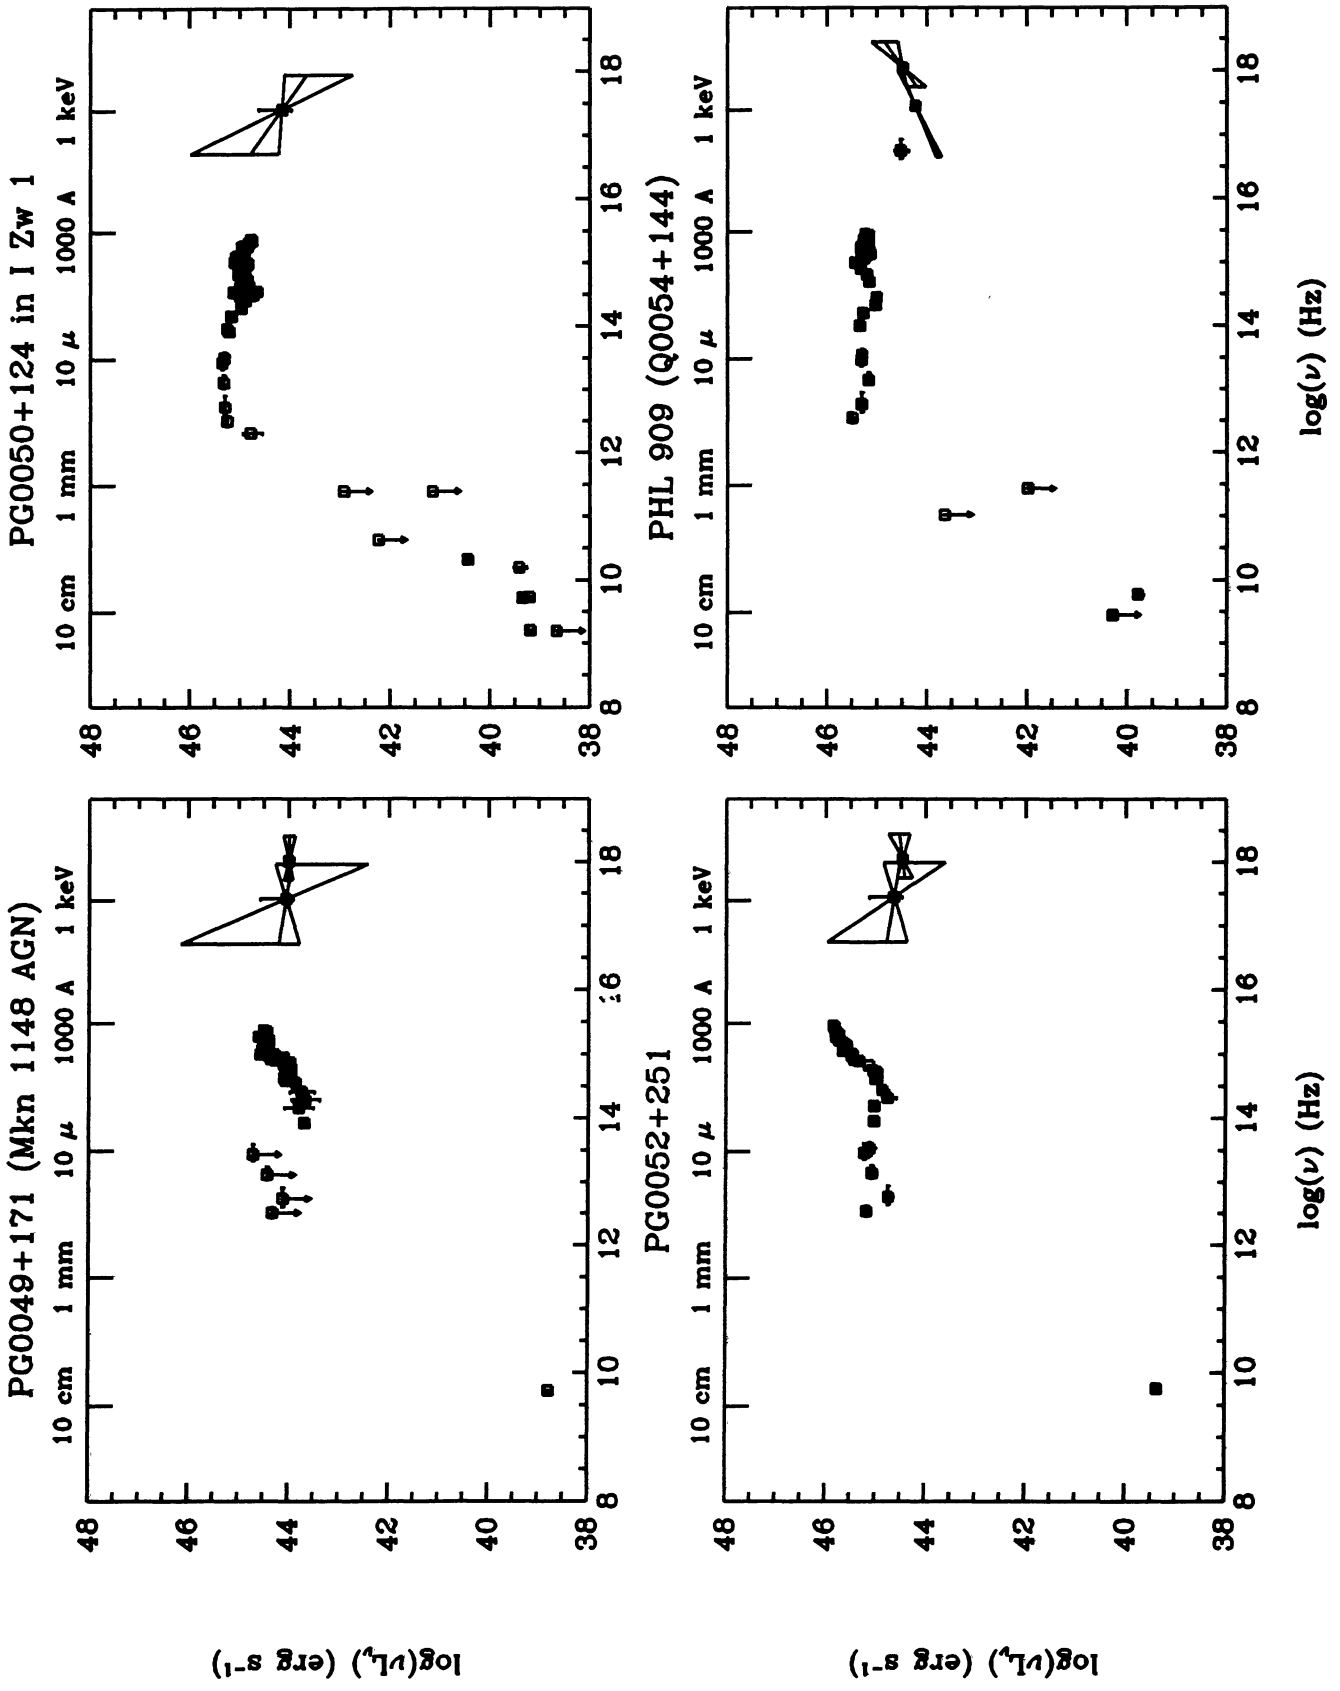 PG0049+171 (Mkn 1148 AGN)
10 cm 1 mm 10 μ 1000 A 1 keV
48
46
44
42
40
38
8 10 12 14 16 18
log(νLν) (erg s⁻¹)
PG0050+124 in I Zw 1
10 cm 1 mm 10 μ 1000 A 1 keV
48
46
44
42
40
38
8 10 12 14 16 18
PG0052+251
10 cm 1 mm 10 μ 1000 A 1 keV
48
46
44
42
40
38
8 10 12 14 16 18
log(νLν) (erg s⁻¹)
log(ν) (Hz)
PHL 909 (Q0054+144)
10 cm 1 mm 10 μ 1000 A 1 keV
48
46
44
42
40
38
8 10 12 14 16 18
log(ν) (Hz)